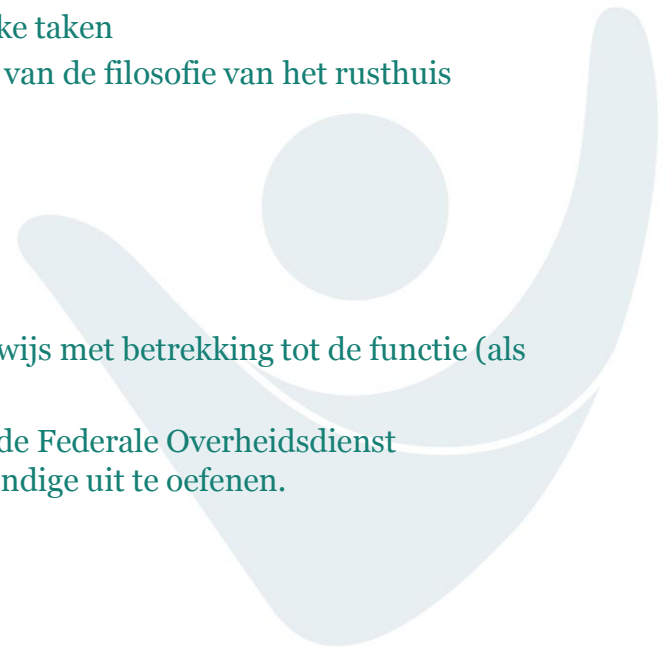 ke taken
van de filosofie van het rusthuis
wijs met betrekking tot de functie (als
de Federale Overheidsdienst
ndige uit te oefenen.